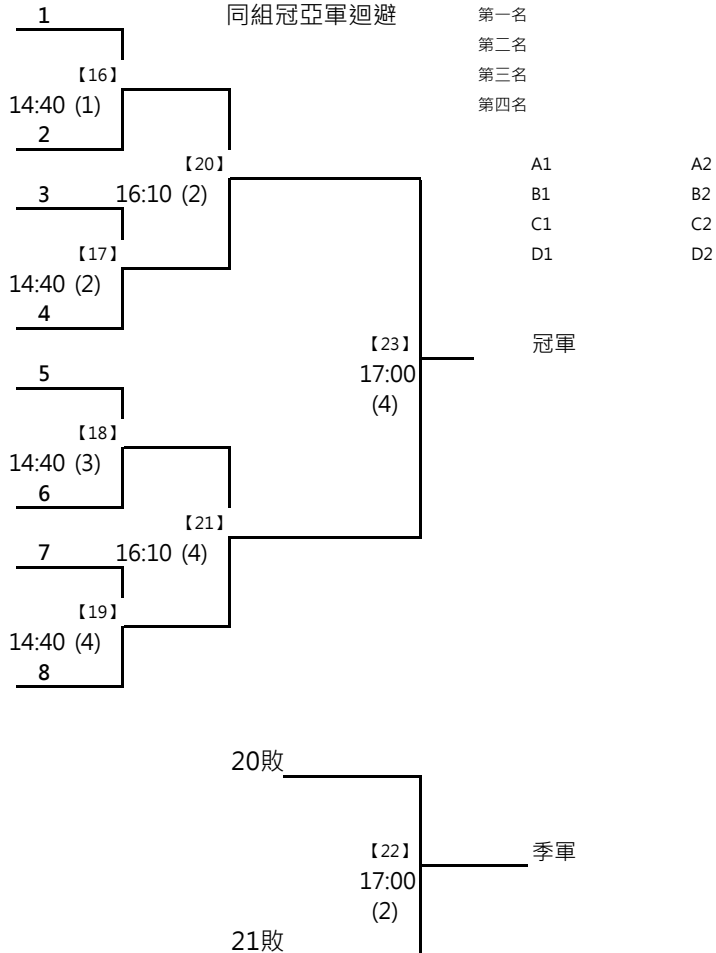 1 同組冠亞軍迴避 第一名
第二名
【16】 第三名
14:40 (1) 第四名
2
【20】 A1 A2
3 16:10 (2) B1 B2
C1 C2
【17】 D1 D2
14:40 (2)
4
【23】 冠軍
5 17:00
(4)
【18】
14:40 (3)
6
【21】
7 16:10 (4)
【19】
14:40 (4)
8
20敗
【22】 季軍
17:00
(2)
21敗